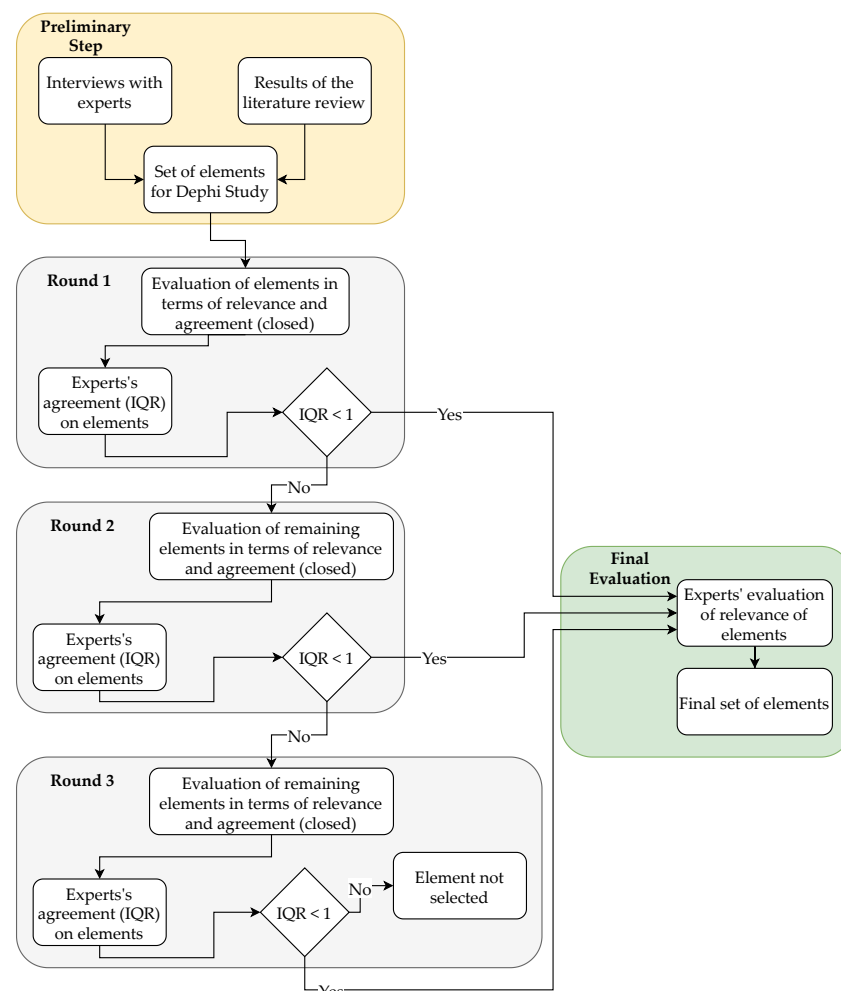 Preliminary
Step
Interviews with
experts
Results of the
literature review
Set of elements
for Dephi Study
Round 1
Evaluation of elements in
terms of relevance and
agreement (closed)
Experts's
agreement (IQR)
on elements
IQR < 1
Yes
No
Round 2
Evaluation of remaining
elements in terms of relevance
and agreement (closed)
Experts's
agreement (IQR)
on elements
IQR < 1
Yes
No
Final
Evaluation
Experts' evaluation
of relevance of
elements
Final set of elements
Round 3
Evaluation of remaining
elements in terms of relevance
and agreement (closed)
Experts's
agreement (IQR)
on elements
IQR < 1
No
Element not
selected
Yes